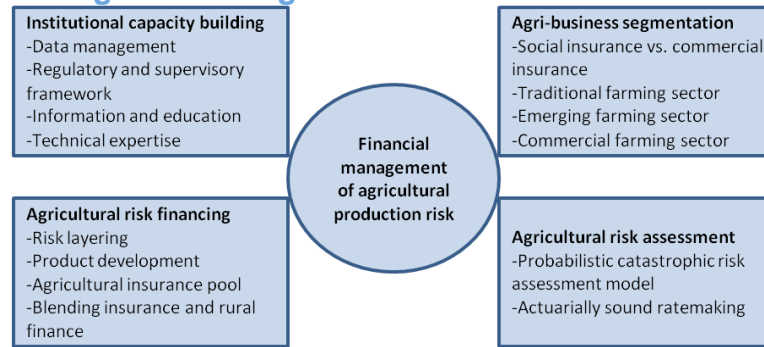 Institutional capacity building
-Data management
-Regulatory and supervisory
framework
-Information and education
-Technical expertise
Agri-business segmentation
-Social insurance vs. commercial
insurance
-Traditional farming sector
-Emerging farming sector
-Commercial farming sector
Financial
management
of agricultural
production risk
Agricultural risk financing
-Risk layering
-Product development
-Agricultural insurance pool
-Blending insurance and rural
finance
Agricultural risk assessment
-Probabilistic catastrophic risk
assessment model
-Actuarially sound ratemaking